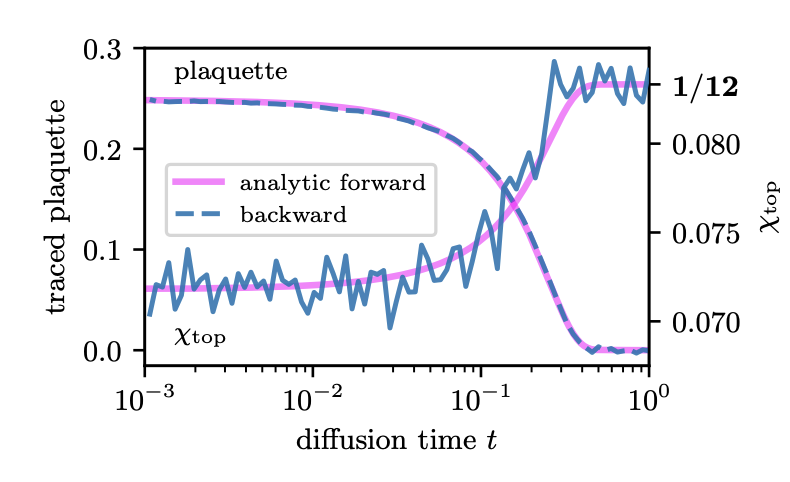 0.3
0.2
0.1
0.0
traced plaquette
plaquette
analytic forward
backward
χtop
1/12
0.080
0.075
0.070
χtop
10⁻³
10⁻²
10⁻¹
10⁰
diffusion time t